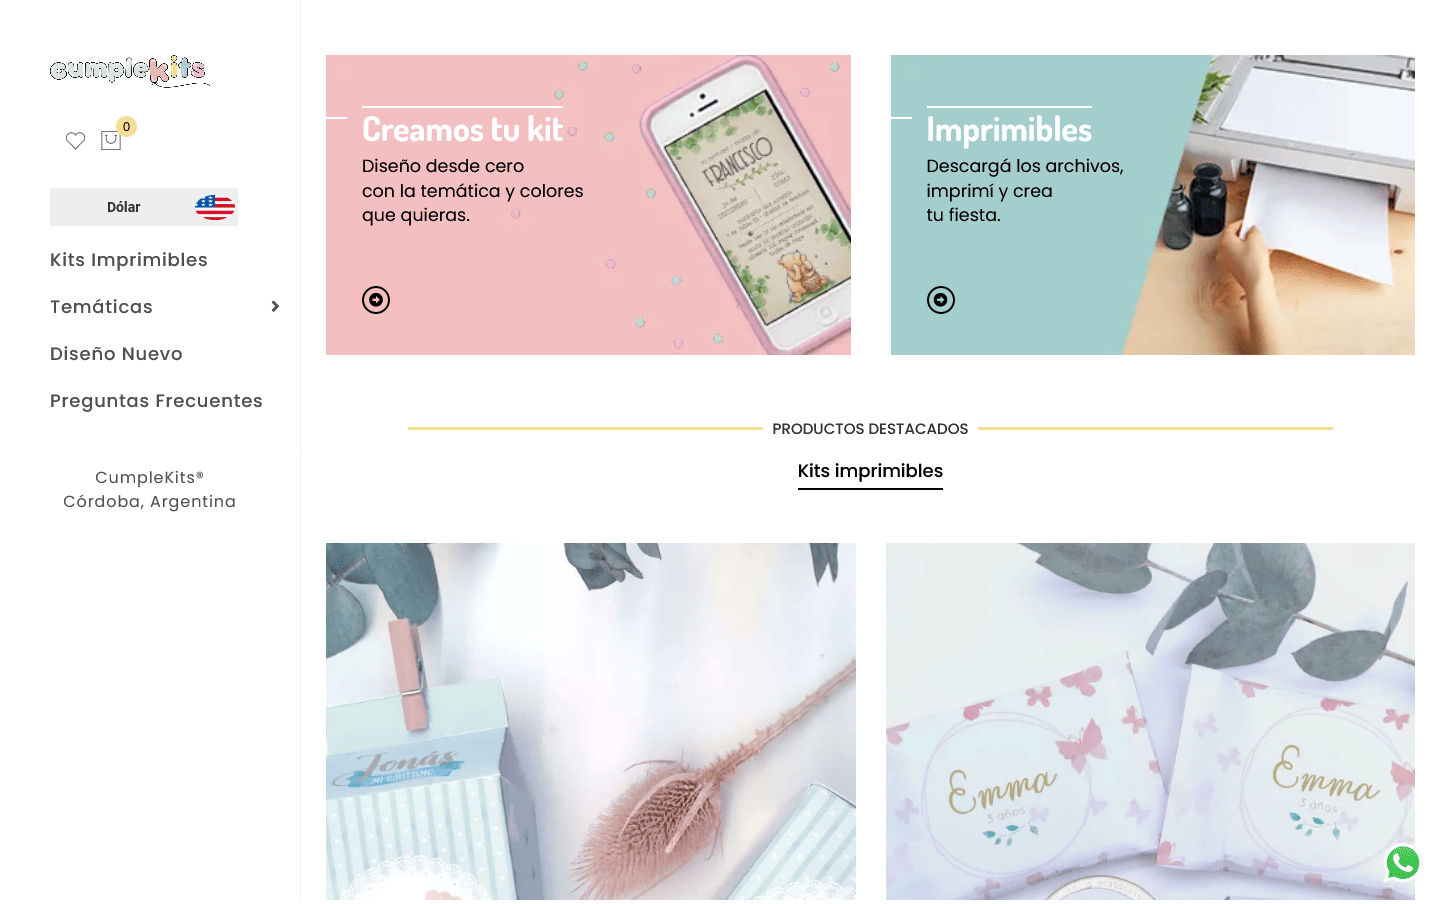 cumplekits
0
Dólar
Kits Imprimibles
Temáticas
Diseño Nuevo
Preguntas Frecuentes
CumpleKits®
Córdoba, Argentina
Creamos tu kit
Diseño desde cero
con la temática y colores
que quieras.
FRANCESCO
Imprimibles
Descargá los archivos,
imprimí y crea
tu fiesta.
PRODUCTOS DESTACADOS
Kits imprimibles
Jonás
MI BAUTISMO
Emma
3 años
Emma
3 años